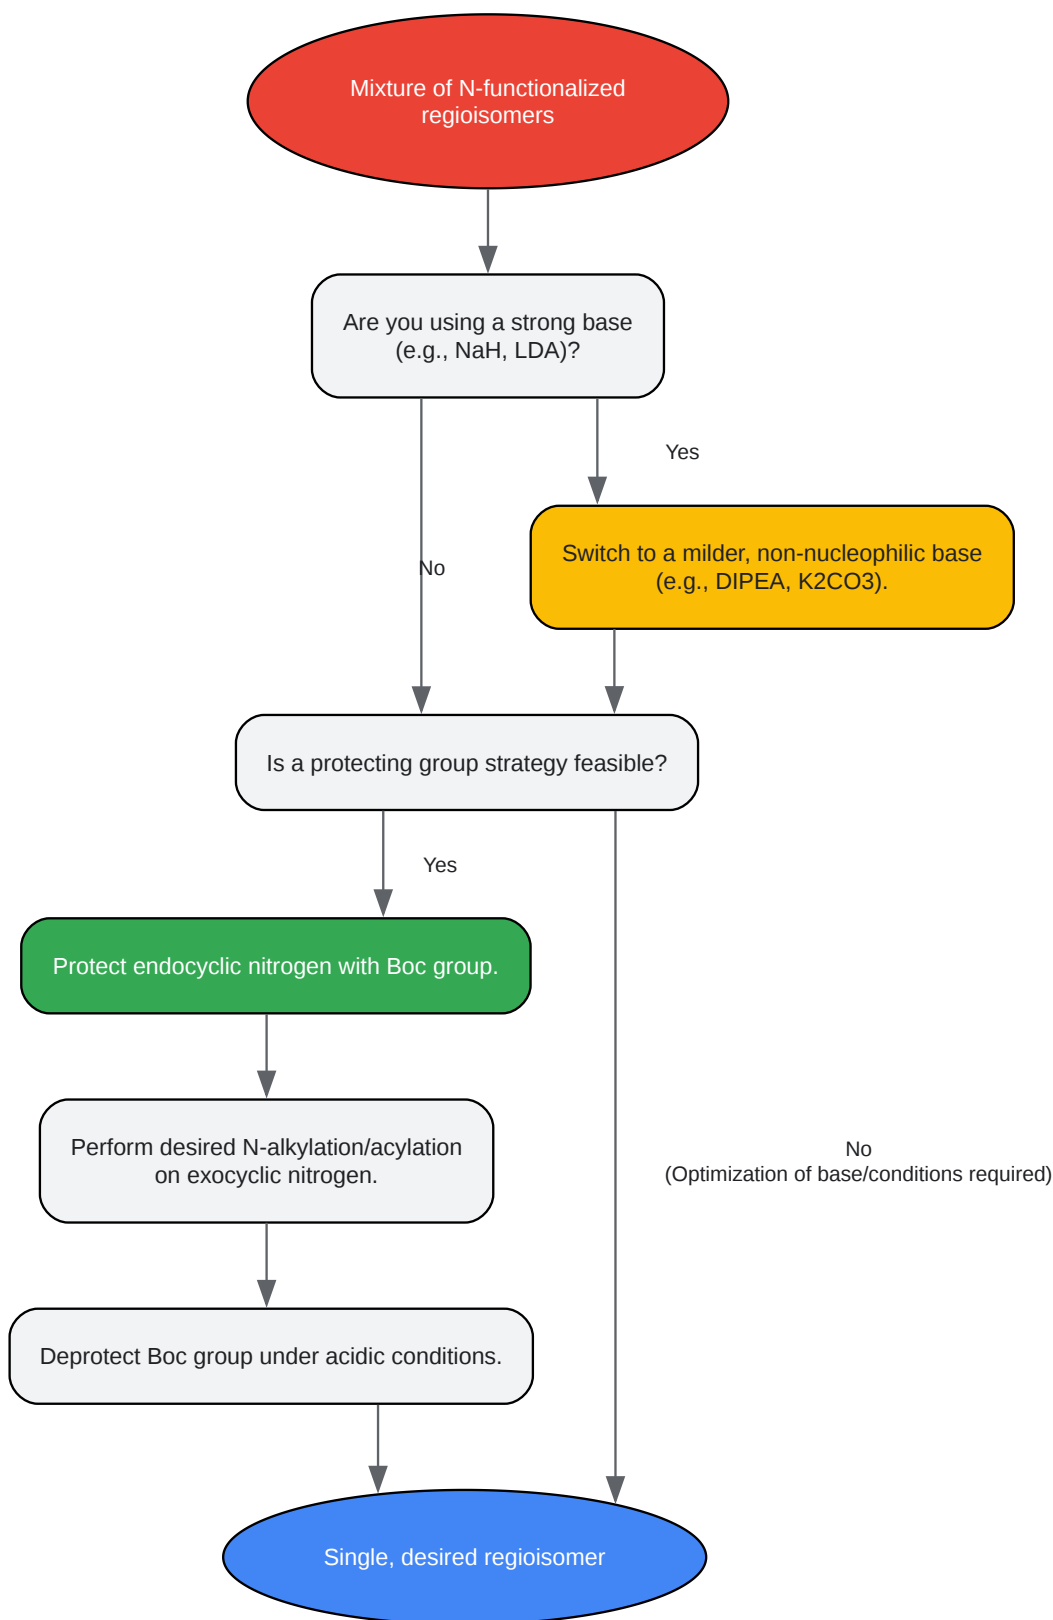 Mixture of N-functionalized
regioisomers
Are you using a strong base
(e.g., NaH, LDA)?
Yes
Switch to a milder, non-nucleophilic base
(e.g., DIPEA, K2CO3).
No
Is a protecting group strategy feasible?
Yes
Protect endocyclic nitrogen with Boc group.
Perform desired N-alkylation/acylation
on exocyclic nitrogen.
No
(Optimization of base/conditions required)
Deprotect Boc group under acidic conditions.
Single, desired regioisomer